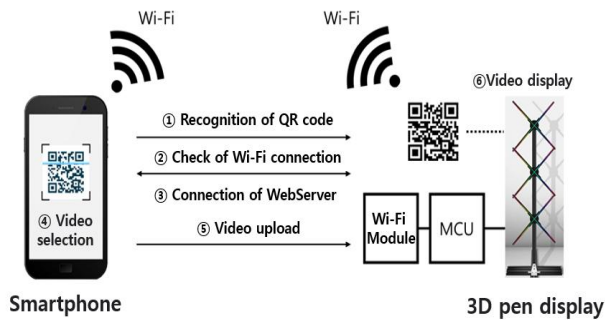 Wi-Fi
Wi-Fi
⑥Video display
① Recognition of QR code
② Check of Wi-Fi connection
③ Connection of WebServer
④ Video
selection
⑤ Video upload
Wi-Fi
Module
MCU
Smartphone
3D pen display